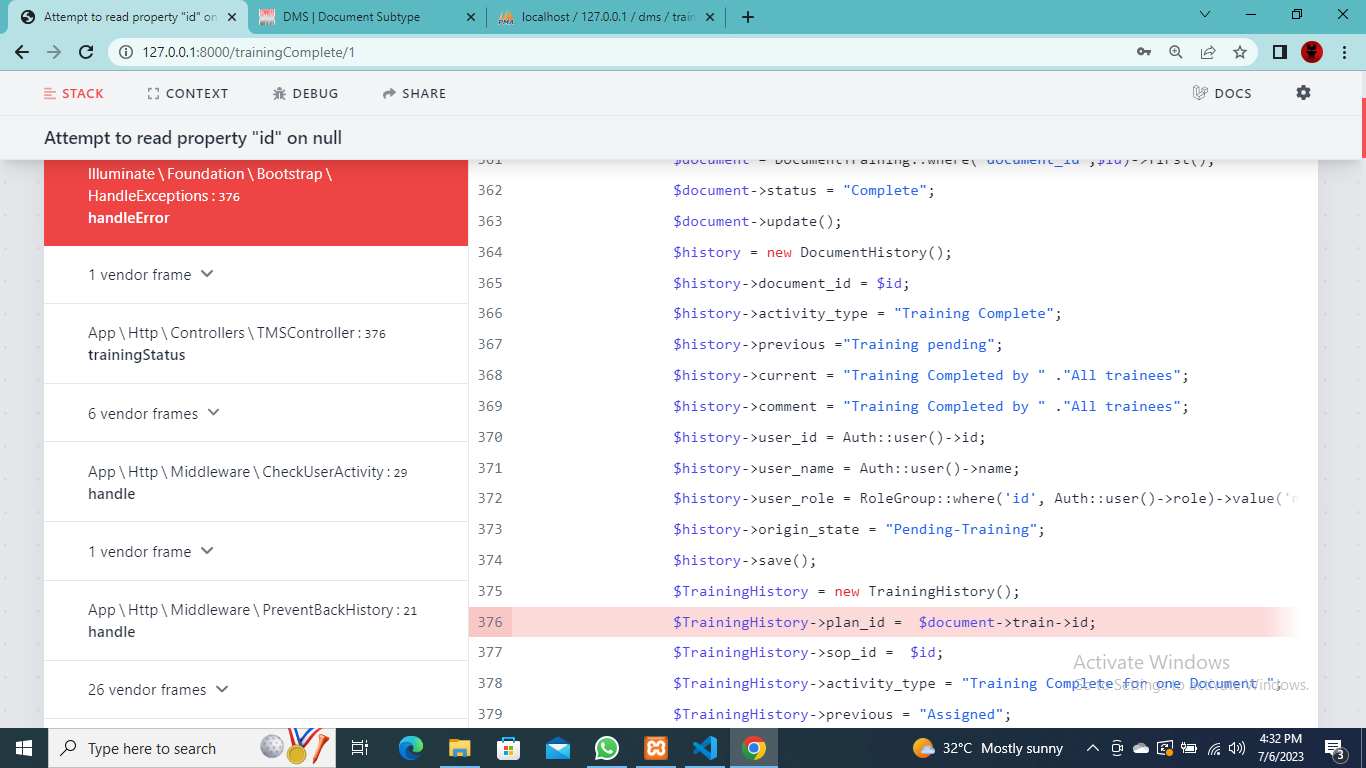 Attempt to read property "id" on
DMS | Document Subtype
localhost / 127.0.0.1 / dms / train
127.0.0.1:8000/trainingComplete/1
STACK
CONTEXT
DEBUG
SHARE
DOCS
Attempt to read property "id" on null
Illuminate \ Foundation \ Bootstrap \
HandleExceptions : 376
handleError
1 vendor frame
App \ Http \ Controllers \ TMSController : 376
trainingStatus
6 vendor frames
App \ Http \ Middleware \ CheckUserActivity : 29
handle
1 vendor frame
App \ Http \ Middleware \ PreventBackHistory : 21
handle
26 vendor frames
361 $document = DocumentTraining::where('document_id',$id)->first();
362 $document->status = "Complete";
363 $document->update();
364 $history = new DocumentHistory();
365 $history->document_id = $id;
366 $history->activity_type = "Training Complete";
367 $history->previous ="Training pending";
368 $history->current = "Training Completed by " ."All trainees";
369 $history->comment = "Training Completed by " ."All trainees";
370 $history->user_id = Auth::user()->id;
371 $history->user_name = Auth::user()->name;
372 $history->user_role = RoleGroup::where('id', Auth::user()->role)->value('n
373 $history->origin_state = "Pending-Training";
374 $history->save();
375 $TrainingHistory = new TrainingHistory();
376 $TrainingHistory->plan_id =  $document->train->id;
377 $TrainingHistory->sop_id =  $id;
378 $TrainingHistory->activity_type = "Training Complete for one Document ";
379 $TrainingHistory->previous = "Assigned";
Activate Windows
Go to Settings to activate Windows.
Type here to search
32°C Mostly sunny
4:32 PM
7/6/2023
3